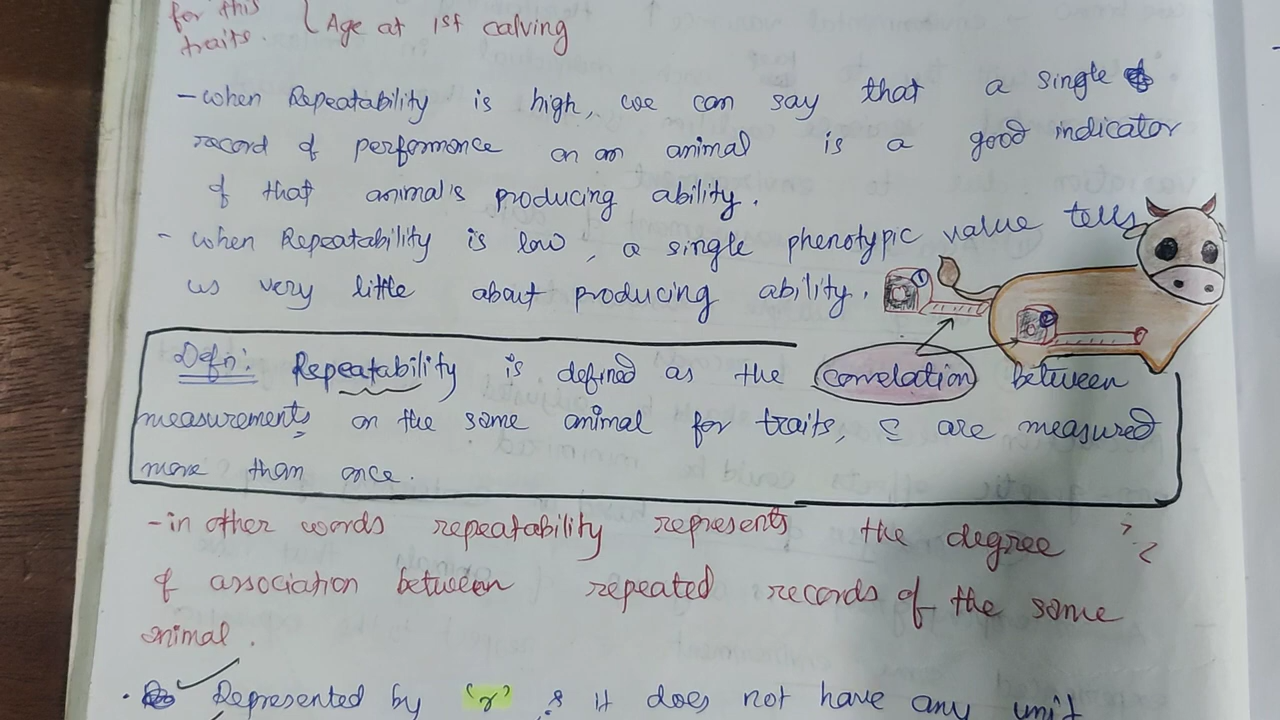 for this
traits.
Age at 1st calving
- when Repeatability is high, we can say that a single
record of performance on an animal is a good indicator
of that animal's producing ability.
- when Repeatability is low, a single phenotypic value tells
us very little about producing ability.
1
2
Defn: Repeatability is defined as the correlation between
measurements on the same animal for traits, c̄ are measured
more than once.
- in other words repeatability represents the degree
of association between repeated records of the same
animal.
• Represented by 'r' & it does not have any unit